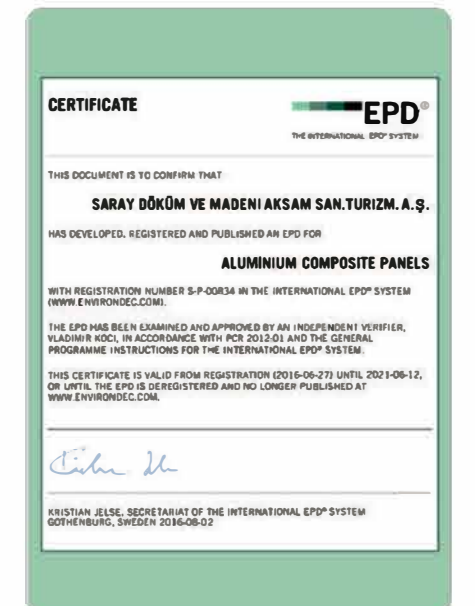 CERTIFICATE
EPD®
THE INTERNATIONAL EPD® SYSTEM
THIS DOCUMENT IS TO CONFIRM THAT
SARAY DÖKÜM VE MADENI AKSAM SAN.TURIZM. A.Ş.
HAS DEVELOPED, REGISTERED AND PUBLISHED AN EPD FOR
ALUMINIUM COMPOSITE PANELS
WITH REGISTRATION NUMBER S-P-00834 IN THE INTERNATIONAL EPD® SYSTEM
(WWW.ENVIRONDEC.COM).
THE EPD HAS BEEN EXAMINED AND APPROVED BY AN INDEPENDENT VERIFIER,
VLADIMIR KOCI, IN ACCORDANCE WITH PCR 2012:01 AND THE GENERAL
PROGRAMME INSTRUCTIONS FOR THE INTERNATIONAL EPD® SYSTEM.
THIS CERTIFICATE IS VALID FROM REGISTRATION (2016-06-27) UNTIL 2021-06-12,
OR UNTIL THE EPD IS DEREGISTERED AND NO LONGER PUBLISHED AT
WWW.ENVIRONDEC.COM.
KRISTIAN JELSE, SECRETARIAT OF THE INTERNATIONAL EPD® SYSTEM
GOTHENBURG, SWEDEN 2016-08-02